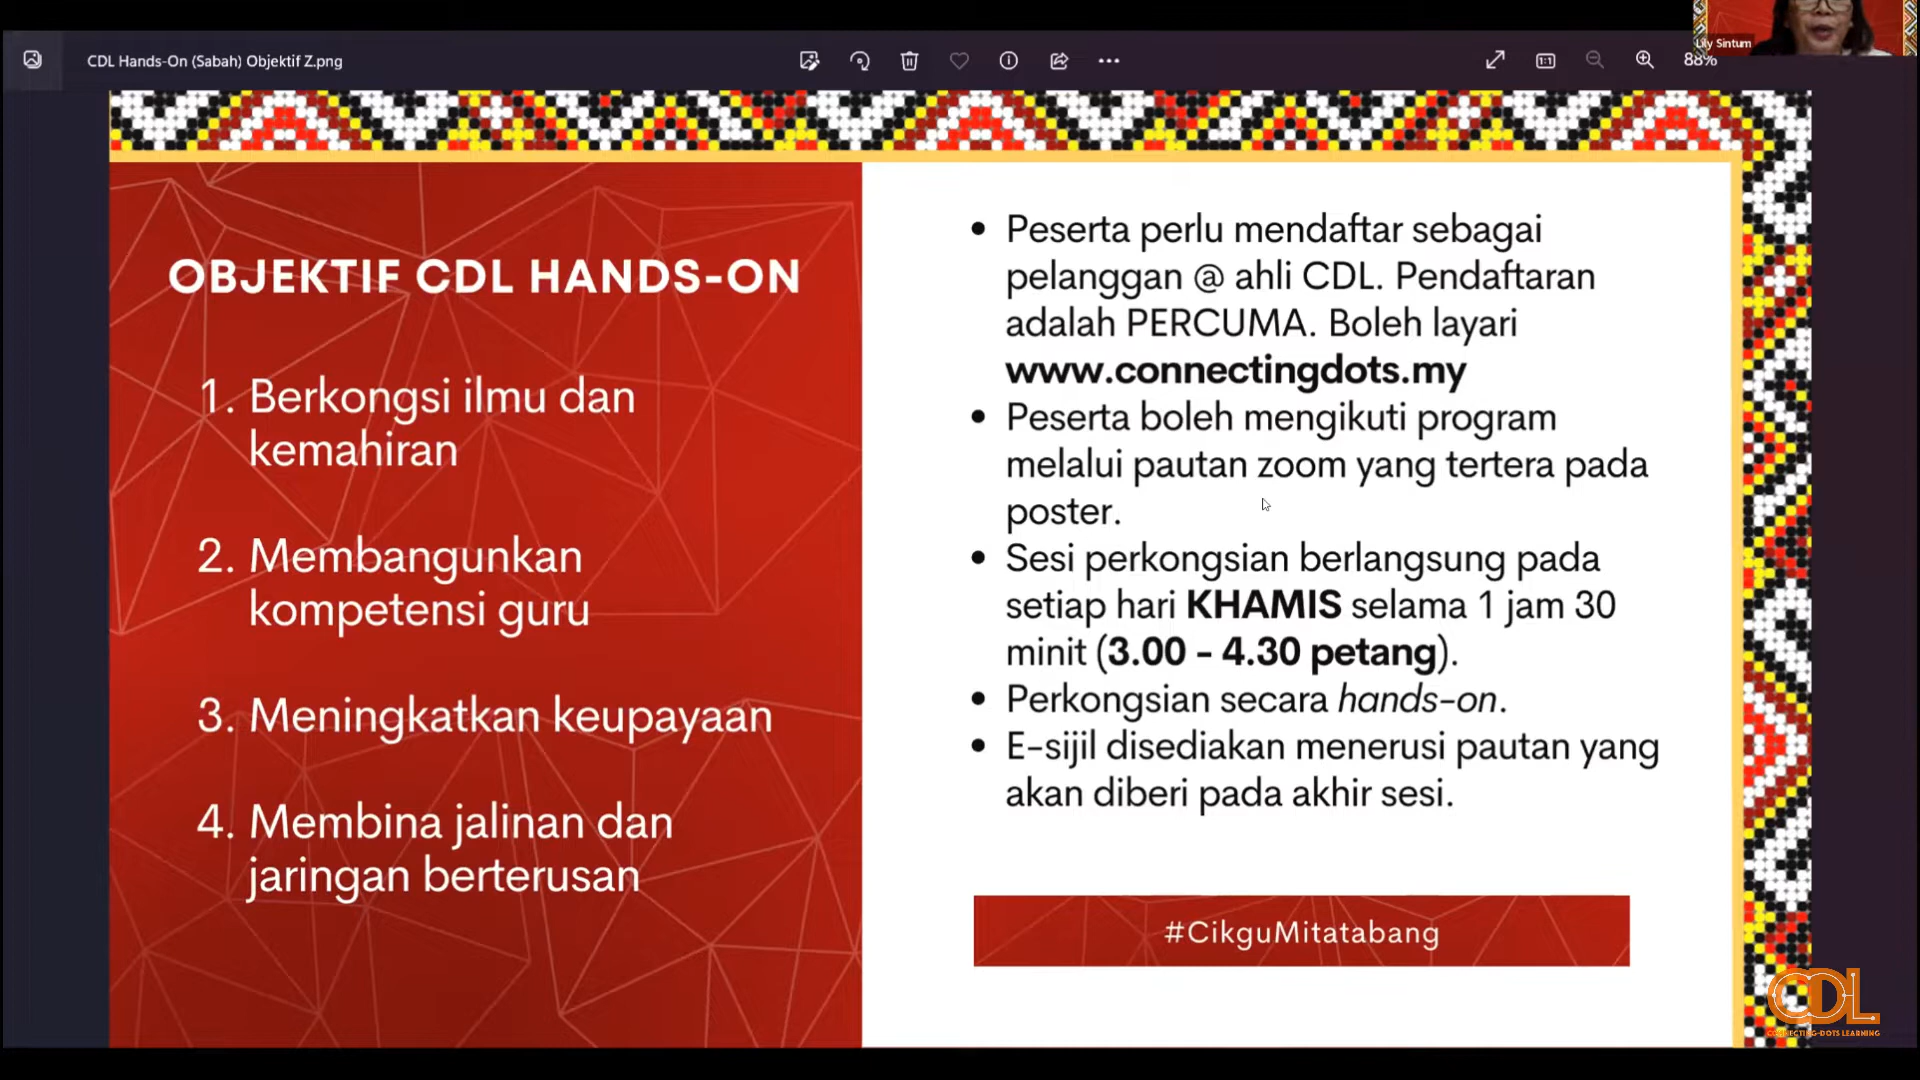 CDL Hands-On (Sabah) Objektif Z.png
88%
Lily Sintum
OBJEKTIF CDL HANDS-ON
1. Berkongsi ilmu dan
kemahiran
2. Membangunkan
kompetensi guru
3. Meningkatkan keupayaan
4. Membina jalinan dan
jaringan berterusan
• Peserta perlu mendaftar sebagai
pelanggan @ ahli CDL. Pendaftaran
adalah PERCUMA. Boleh layari
www.connectingdots.my
• Peserta boleh mengikuti program
melalui pautan zoom yang tertera pada
poster.
• Sesi perkongsian berlangsung pada
setiap hari KHAMIS selama 1 jam 30
minit (3.00 - 4.30 petang).
• Perkongsian secara hands-on.
• E-sijil disediakan menerusi pautan yang
akan diberi pada akhir sesi.
#CikguMitatabang
CDL
CONNECTING-DOTS LEARNING